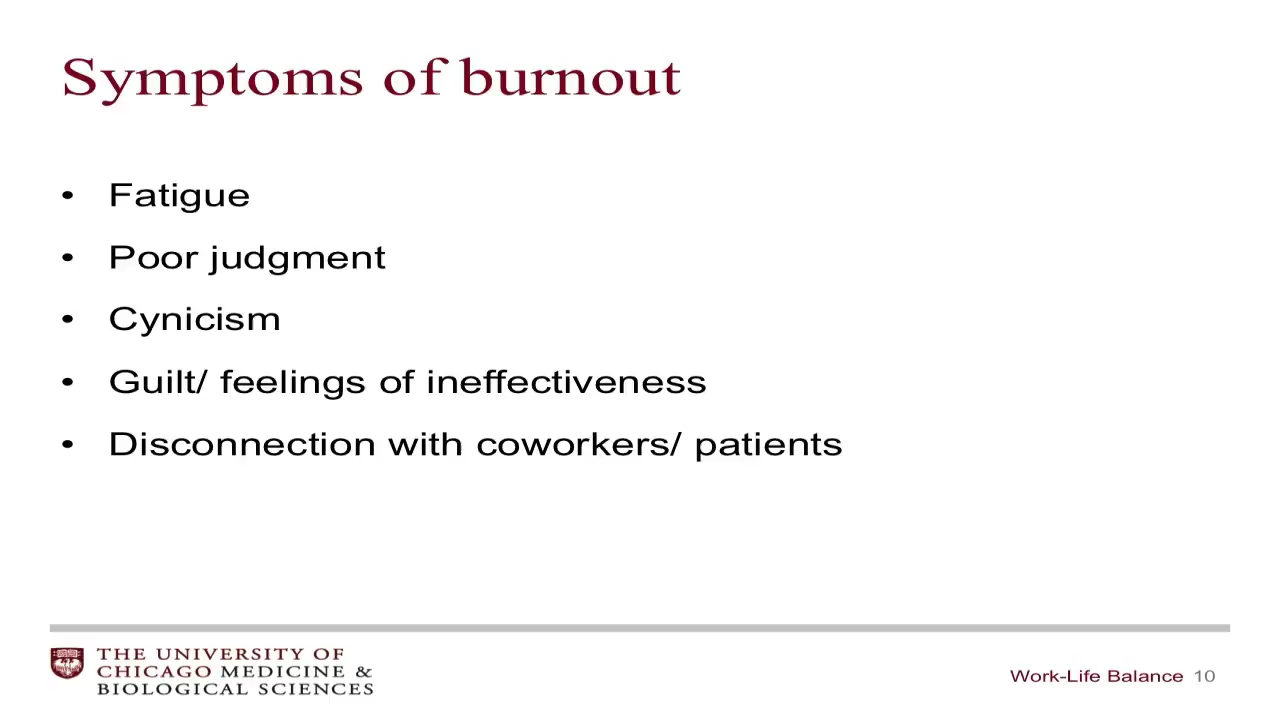 Symptoms of burnout
• Fatigue
• Poor judgment
• Cynicism
• Guilt/ feelings of ineffectiveness
• Disconnection with coworkers/ patients
THE UNIVERSITY OF
CHICAGO MEDICINE &
BIOLOGICAL SCIENCES
Work-Life Balance 10